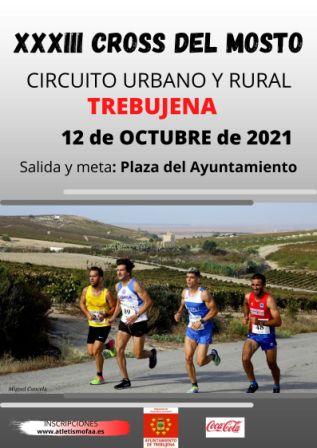 XXXIII CROSS DEL MOSTO
CIRCUITO URBANO Y RURAL
TREBUJENA
12 de OCTUBRE de 2021
Salida y meta: Plaza del Ayuntamiento
Miguel Cancela
INSCRIPCIONES
www.atletismofaa.es
AYUNTAMIENTO
DE TREBUJENA
Coca-Cola